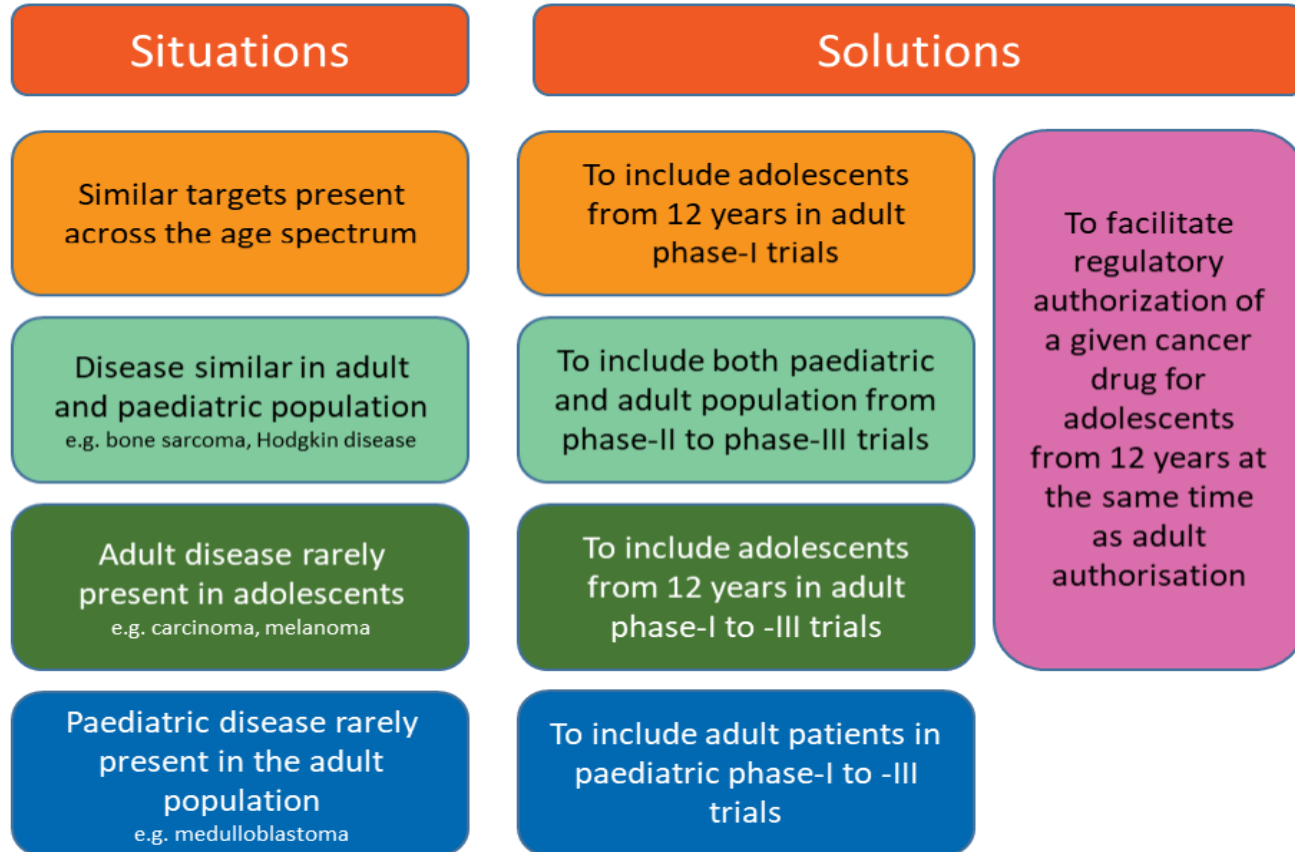 Situations
Solutions
Similar targets present
across the age spectrum
To include adolescents
from 12 years in adult
phase-I trials
To facilitate
regulatory
authorization of
a given cancer
drug for
adolescents
from 12 years at
the same time
as adult
authorisation
Disease similar in adult
and paediatric population
e.g. bone sarcoma, Hodgkin disease
To include both paediatric
and adult population from
phase-II to phase-III trials
Adult disease rarely
present in adolescents
e.g. carcinoma, melanoma
To include adolescents
from 12 years in adult
phase-I to -III trials
Paediatric disease rarely
present in the adult
population
e.g. medulloblastoma
To include adult patients in
paediatric phase-I to -III
trials